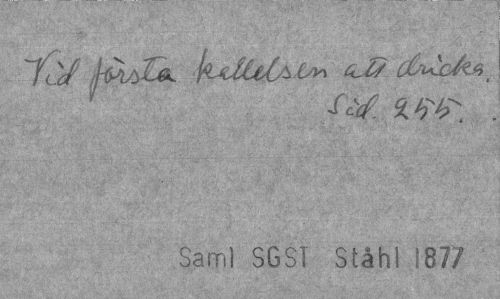 Vid första kallelsen att dricka.
Sid. 255.
Saml SGST Ståhl 1877